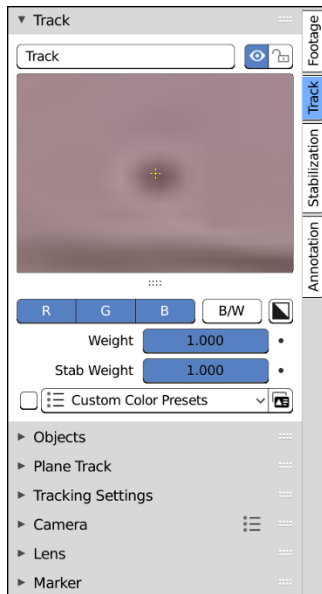 Track
Track
R G B B/W
Weight 1.000
Stab Weight 1.000
Custom Color Presets
Objects
Plane Track
Tracking Settings
Camera
Lens
Marker
Footage
Track
Stabilization
Annotation